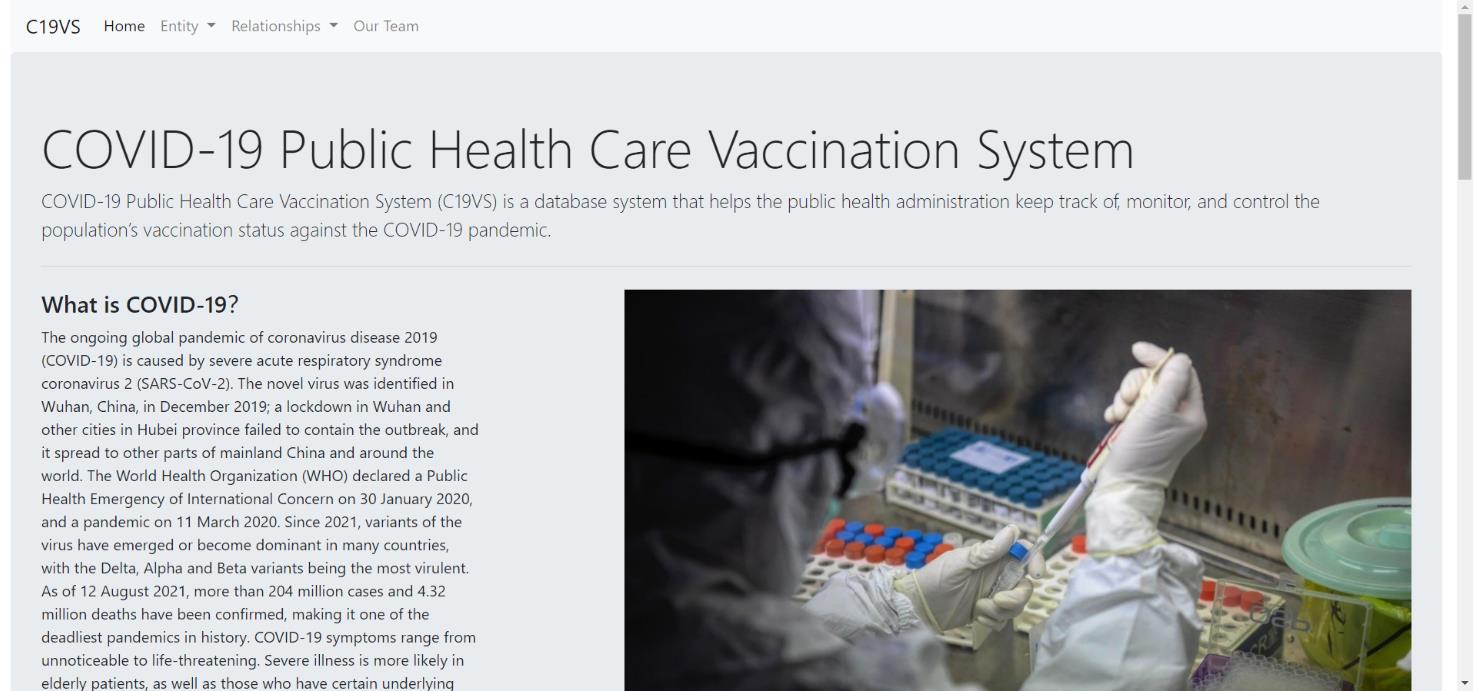 C19VS Home Entity Relationships Our Team
COVID-19 Public Health Care Vaccination System
COVID-19 Public Health Care Vaccination System (C19VS) is a database system that helps the public health administration keep track of, monitor, and control the
population’s vaccination status against the COVID-19 pandemic.
What is COVID-19?
The ongoing global pandemic of coronavirus disease 2019
(COVID-19) is caused by severe acute respiratory syndrome
coronavirus 2 (SARS-CoV-2). The novel virus was identified in
Wuhan, China, in December 2019; a lockdown in Wuhan and
other cities in Hubei province failed to contain the outbreak, and
it spread to other parts of mainland China and around the
world. The World Health Organization (WHO) declared a Public
Health Emergency of International Concern on 30 January 2020,
and a pandemic on 11 March 2020. Since 2021, variants of the
virus have emerged or become dominant in many countries,
with the Delta, Alpha and Beta variants being the most virulent.
As of 12 August 2021, more than 204 million cases and 4.32
million deaths have been confirmed, making it one of the
deadliest pandemics in history. COVID-19 symptoms range from
unnoticeable to life-threatening. Severe illness is more likely in
elderly patients, as well as those who have certain underlying